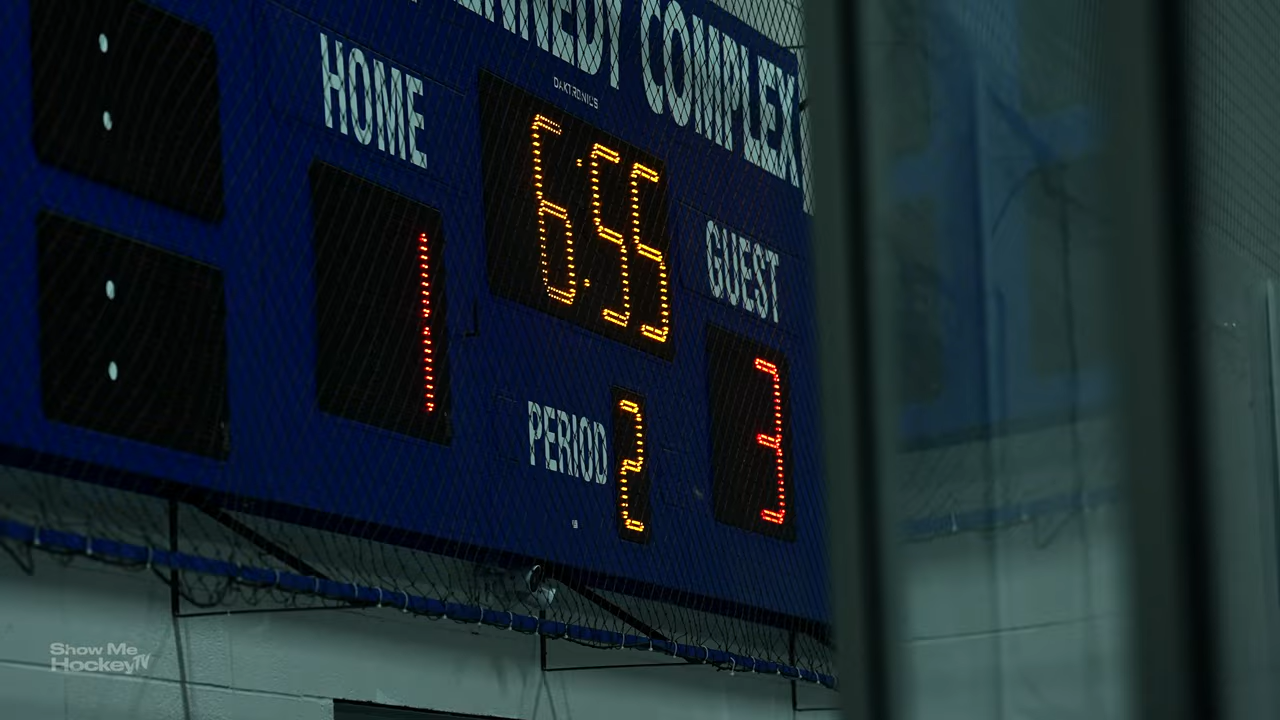 COMPLEX
DAKTRONICS
HOME
6:55
GUEST
1
3
PERIOD 2
Show Me
HockeyTV